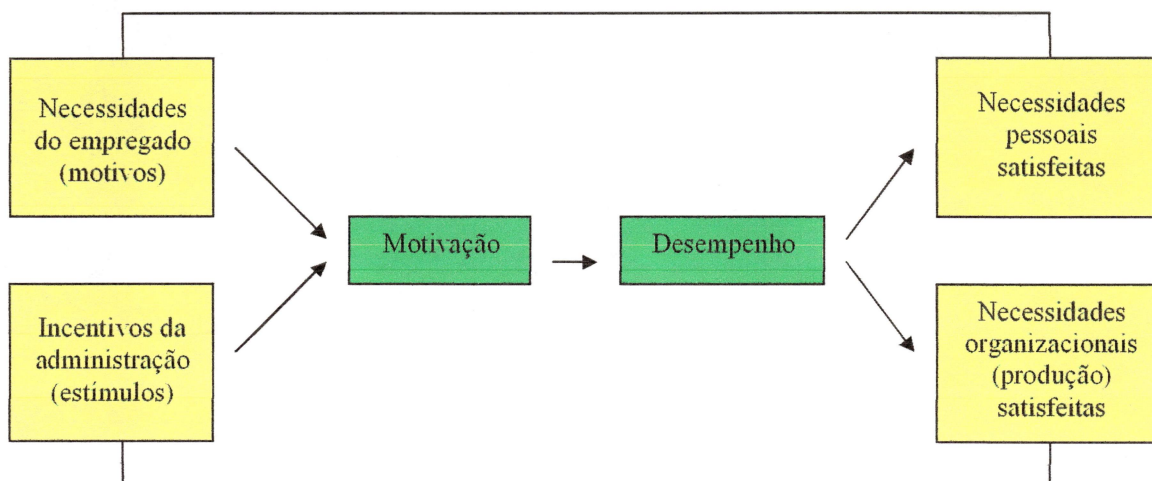 Necessidades
do empregado
(motivos)
Incentivos da
administração
(estímulos)
Motivação
Desempenho
Necessidades
pessoais
satisfeitas
Necessidades
organizacionais
(produção)
satisfeitas